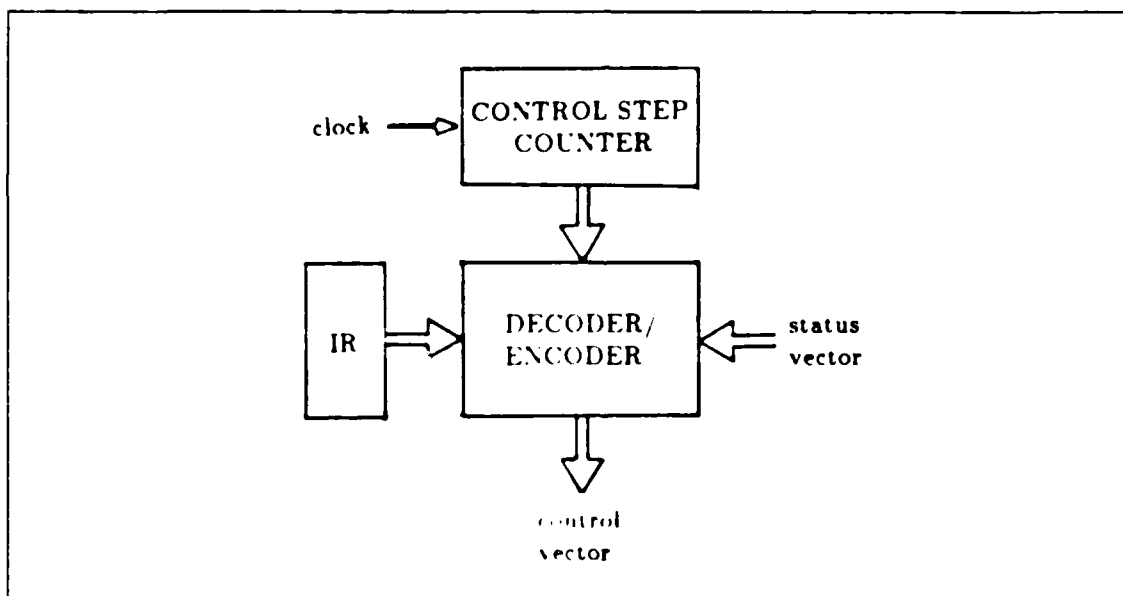 CONTROL STEP
COUNTER
clock
IR
DECODER/
ENCODER
status
vector
control
vector